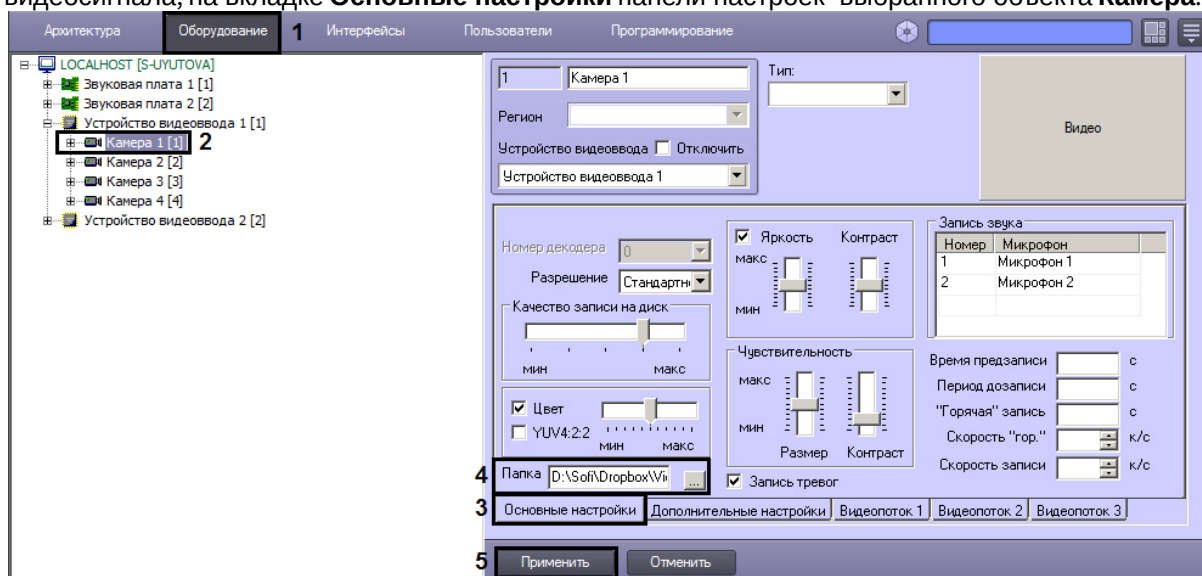 видеосигнала, на вкладке Основные настройки панели настроек выбранного объекта Камера.
Архитектура Оборудование 1 Интерфейсы Пользователи Программирование
LOCALHOST [S-UYUTOVA]
Звуковая плата 1 [1]
Звуковая плата 2 [2]
Устройство видеоввода 1 [1]
Камера 1 [1] 2
Камера 2 [2]
Камера 3 [3]
Камера 4 [4]
Устройство видеоввода 2 [2]
1 Камера 1
Регион
Устройство видеоввода Отключить
Устройство видеоввода 1
Тип:
Видео
Номер декодера 0
Разрешение Стандартн
Качество записи на диск
мин макс
Цвет
YUV4:2:2
мин макс
4 Папка D:\Sofi\Dropbox\Vi ...
Яркость Контраст
макс
мин
Чувствительность
макс
мин
Размер Контраст
Запись тревог
Запись звука
Номер Микрофон
1 Микрофон 1
2 Микрофон 2
Время предзаписи с
Период дозаписи с
"Горячая" запись с
Скорость "гор." к/с
Скорость записи к/с
3 Основные настройки Дополнительные настройки Видеопоток 1 Видеопоток 2 Видеопоток 3
5 Применить Отменить